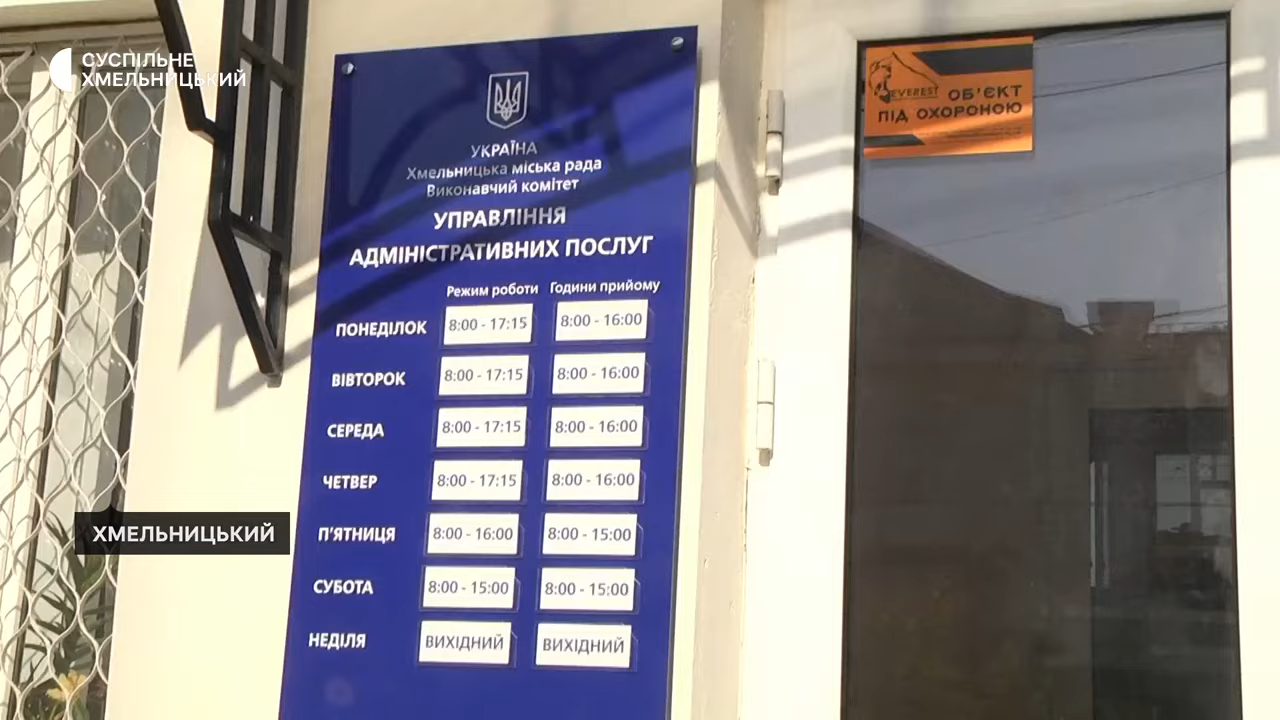 СУСПІЛЬНЕ
ХМЕЛЬНИЦЬКИЙ
УКРАЇНА
Хмельницька міська рада
Виконавчий комітет
УПРАВЛІННЯ
АДМІНІСТРАТИВНИХ ПОСЛУГ
Режим роботи Години прийому
ПОНЕДІЛОК 8:00 - 17:15 8:00 - 16:00
ВІВТОРОК 8:00 - 17:15 8:00 - 16:00
СЕРЕДА 8:00 - 17:15 8:00 - 16:00
ЧЕТВЕР 8:00 - 17:15 8:00 - 16:00
П'ЯТНИЦЯ 8:00 - 16:00 8:00 - 15:00
СУБОТА 8:00 - 15:00 8:00 - 15:00
НЕДІЛЯ ВИХІДНИЙ ВИХІДНИЙ
EVEREST
ОБ'ЄКТ
ПІД ОХОРОНОЮ
ХМЕЛЬНИЦЬКИЙ